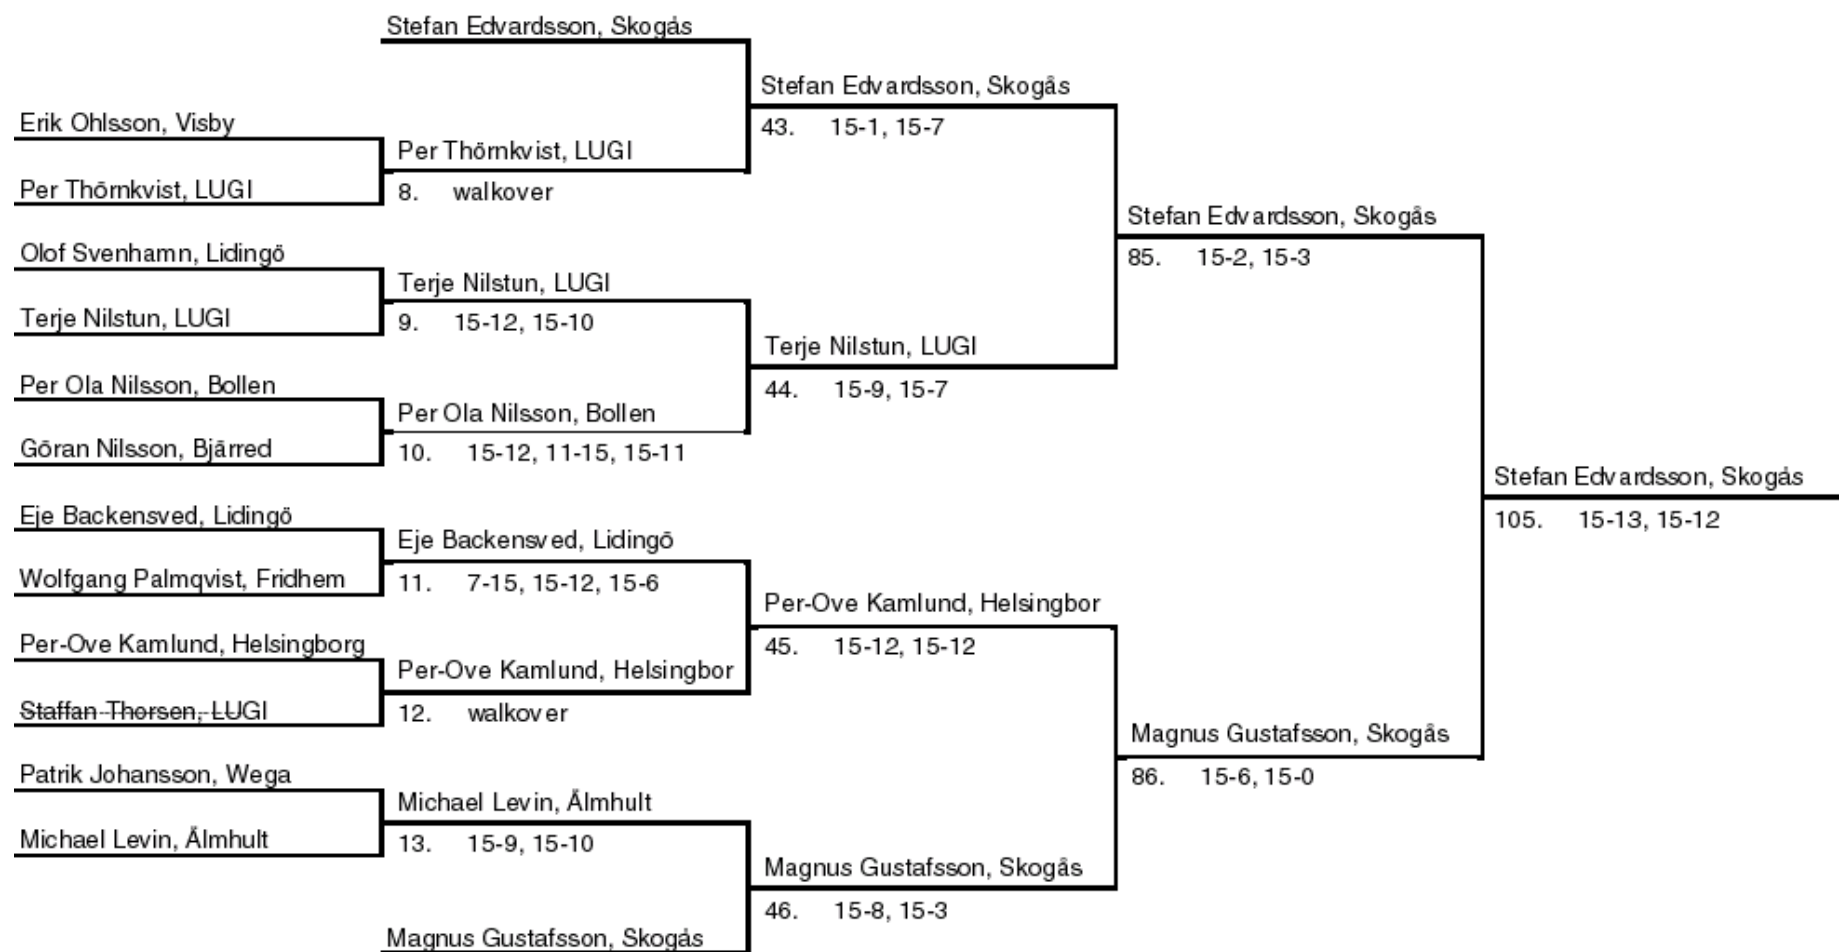 Stefan Edvardsson, Skogås
Stefan Edvardsson, Skogås
43. 15-1, 15-7
Erik Ohlsson, Visby
Per Thörnkvist, LUGI
Per Thörnkvist, LUGI
8. walkover
Stefan Edvardsson, Skogås
85. 15-2, 15-3
Olof Svenhamn, Lidingö
Terje Nilstun, LUGI
Terje Nilstun, LUGI
9. 15-12, 15-10
Terje Nilstun, LUGI
44. 15-9, 15-7
Per Ola Nilsson, Bollen
Per Ola Nilsson, Bollen
Göran Nilsson, Bjärred
10. 15-12, 11-15, 15-11
Stefan Edvardsson, Skogås
105. 15-13, 15-12
Eje Backensved, Lidingö
Eje Backensved, Lidingö
Wolfgang Palmqvist, Fridhem
11. 7-15, 15-12, 15-6
Per-Ove Kamlund, Helsingbor
45. 15-12, 15-12
Per-Ove Kamlund, Helsingborg
Per-Ove Kamlund, Helsingbor
Staffan Thorsen, LUGI
12. walkover
Magnus Gustafsson, Skogås
86. 15-6, 15-0
Patrik Johansson, Wega
Michael Levin, Älmhult
Michael Levin, Älmhult
13. 15-9, 15-10
Magnus Gustafsson, Skogås
46. 15-8, 15-3
Magnus Gustafsson, Skogås